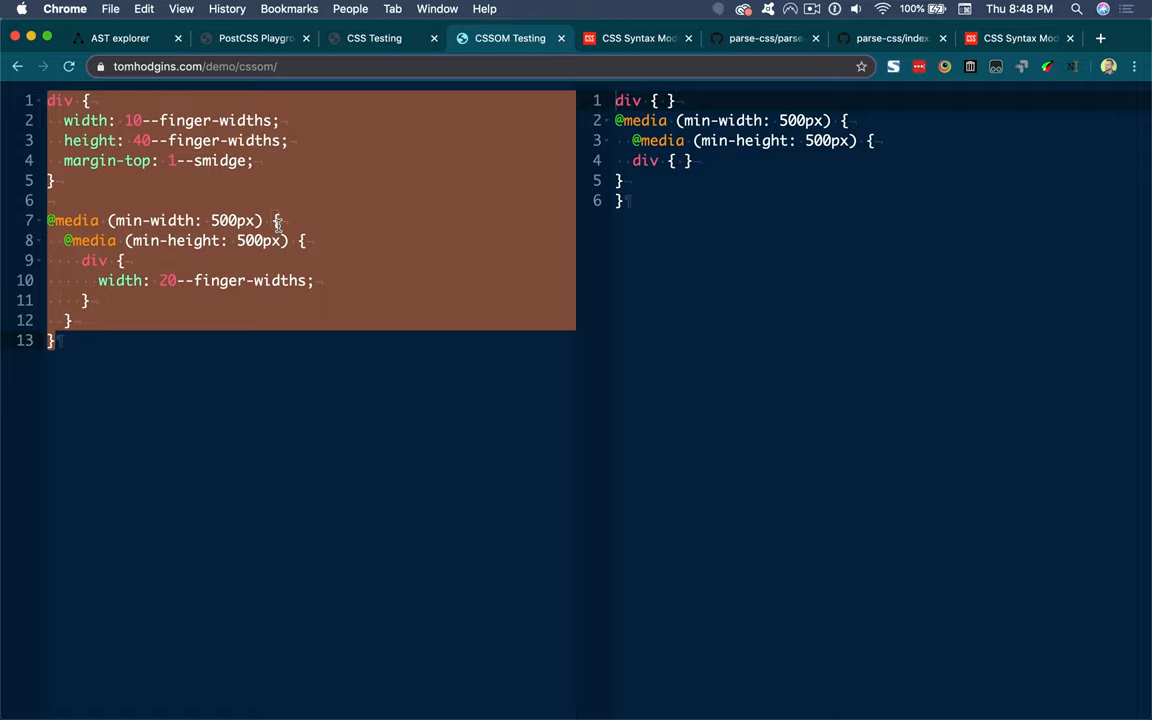 Chrome File Edit View History Bookmarks People Tab Window Help 100% Thu 8:48 PM
AST explorer PostCSS Playgro CSS Testing CSSOM Testing CSS Syntax Mod parse-css/parse parse-css/index CSS Syntax Mod
tomhodgins.com/demo/cssom/
1 div {
2 width: 10--finger-widths;
3 height: 40--finger-widths;
4 margin-top: 1--smidge;
5 }
6
7 @media (min-width: 500px) {
8 @media (min-height: 500px) {
9 div {
10 width: 20--finger-widths;
11 }
12 }
13 }
1 div { }
2 @media (min-width: 500px) {
3 @media (min-height: 500px) {
4 div { }
5 }
6 }